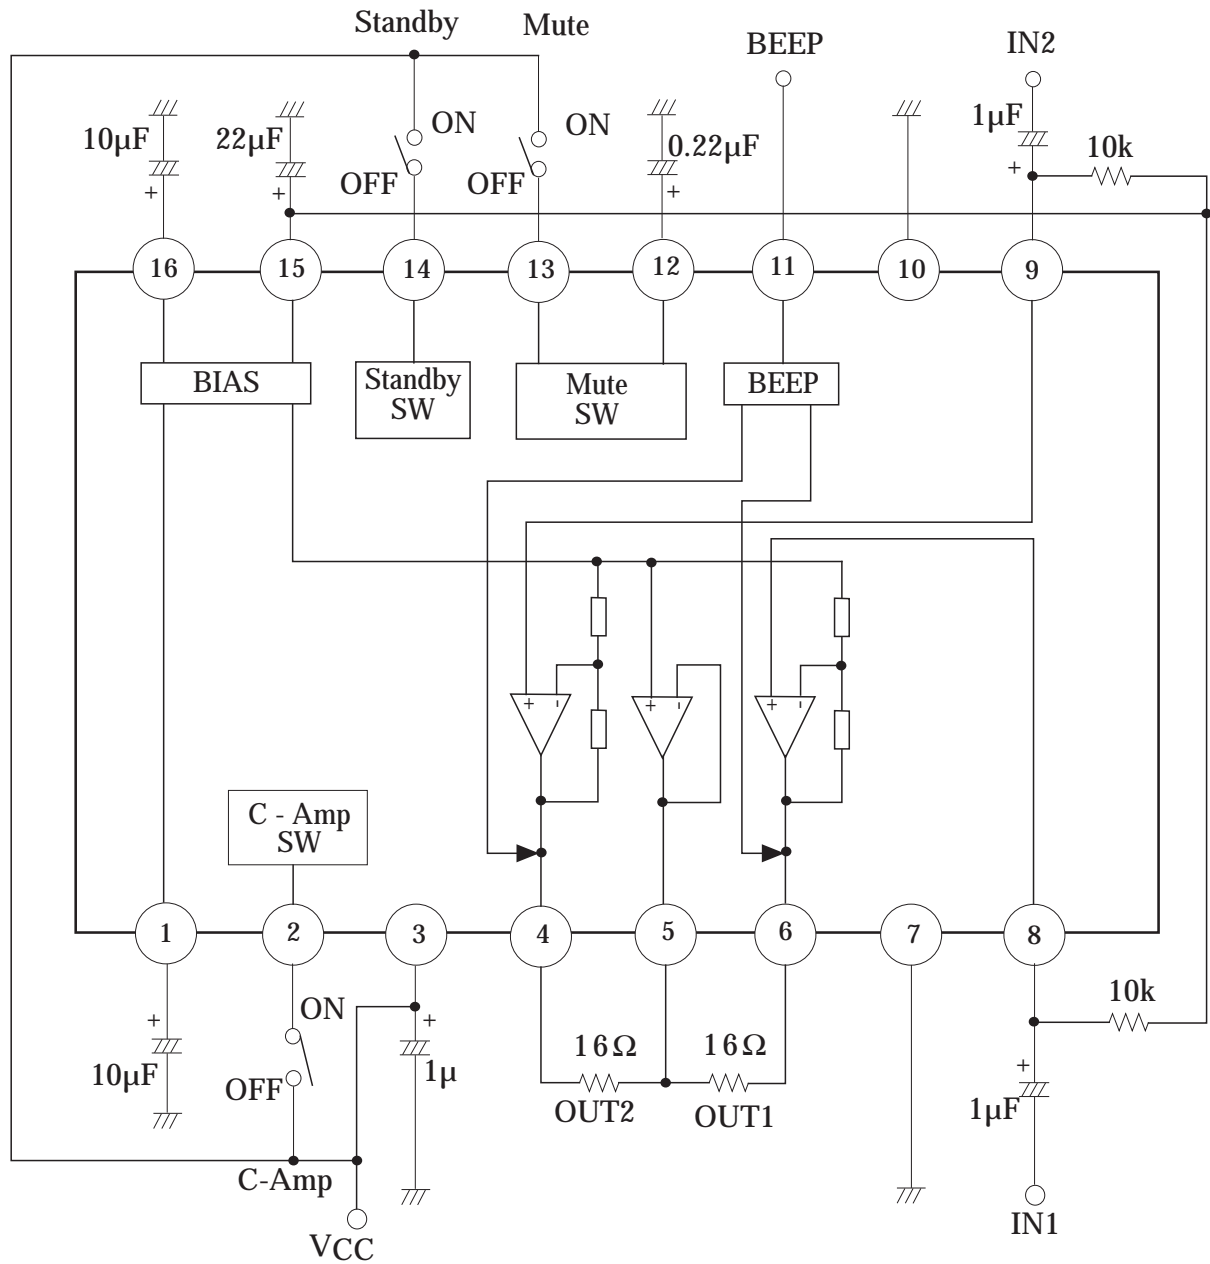 Standby Mute
BEEP IN2
10µF 22µF ON ON 0.22µF 1µF 10k
OFF OFF
+ + + +
16 15 14 13 12 11 10 9
BIAS Standby SW Mute SW BEEP
+ - + - + -
C - Amp
SW
1 2 3 4 5 6 7 8
+ ON + 10k
10µF OFF 1µ 16Ω 16Ω +
OUT2 OUT1 1µF
C-Amp
VCC IN1